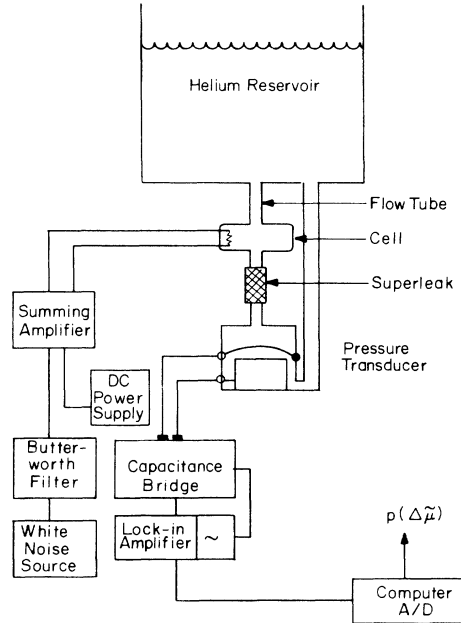 Helium Reservoir
Flow Tube
Cell
Superleak
Summing
Amplifier
Pressure
Transducer
DC
Power
Supply
Butter-
worth
Filter
Capacitance
Bridge
White
Noise
Source
Lock-in
Amplifier
~
p(Δμ̃)
Computer
A/D